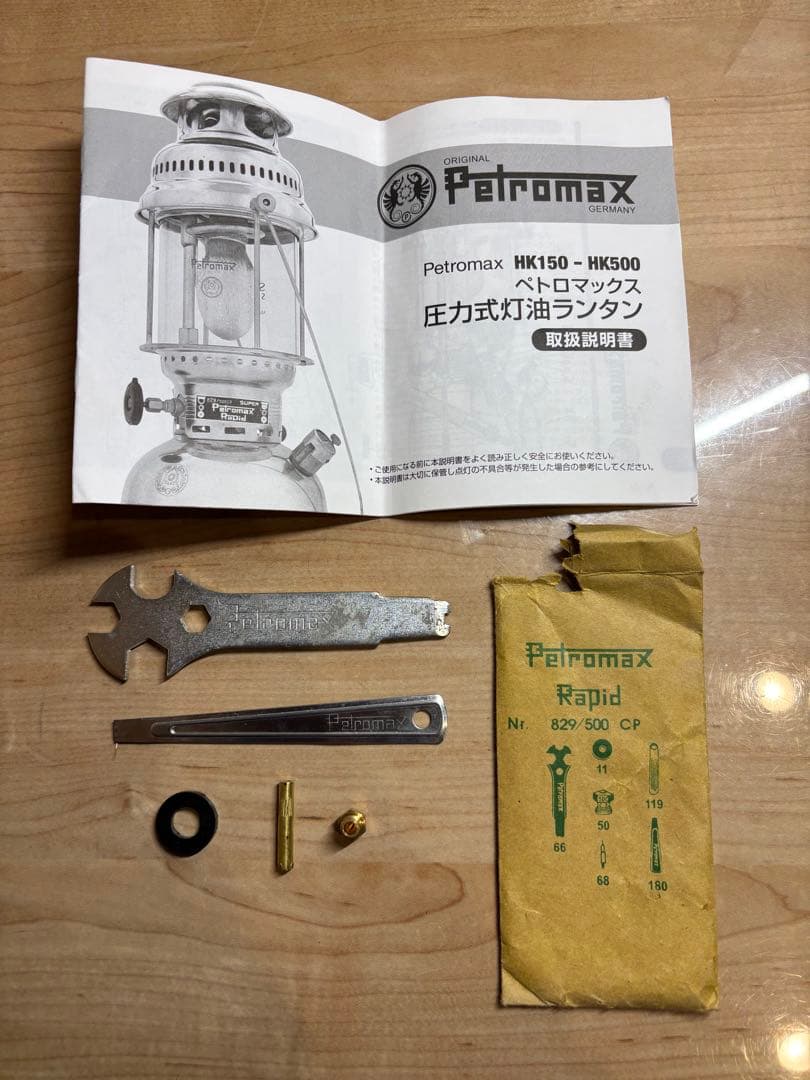 ORIGINAL
Petromax
GERMANY
Petromax HK150 - HK500
ペトロマックス
圧力式灯油ランタン
取扱説明書
・ご使用になる前に本説明書をよく読み正しく安全にお使いください。
・本説明書は大切に保管し点灯の不具合等が発生した場合の参考にしてください。
Petromax
829/500CP SUPER
Petromax
Rapid
Petromax
Petromax
Petromax
Rapid
Nr. 829/500 CP
11
119
50
66
68
180